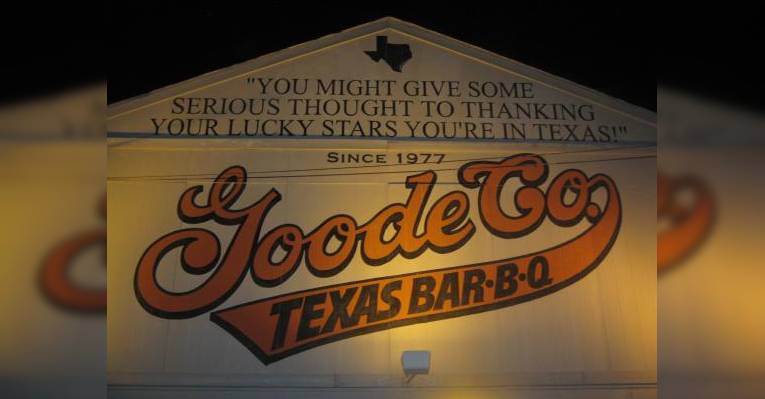 "YOU MIGHT GIVE SOME
SERIOUS THOUGHT TO THANKING
YOUR LUCKY STARS YOU'RE IN TEXAS!"
SINCE 1977
Goode Co.
TEXAS BAR·B·Q